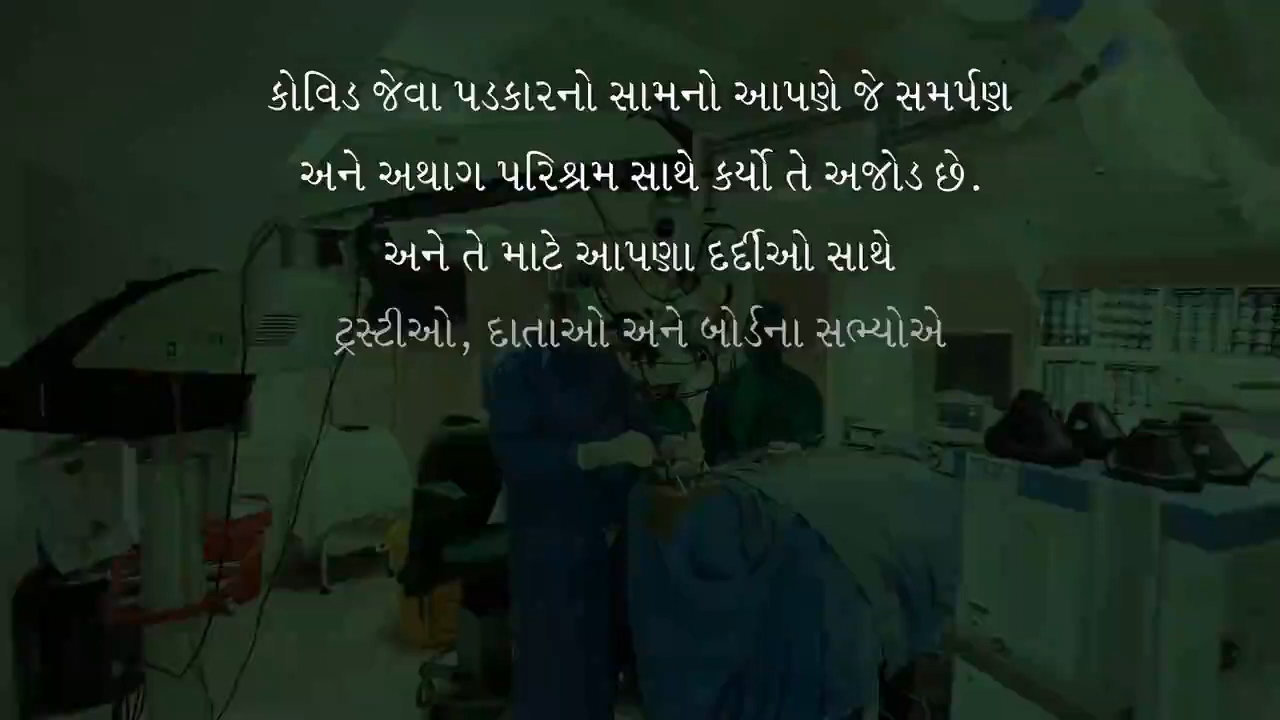 કોવિડ જેવા પડકારનો સામનો આપણે જે સમર્પણ
અને અથાગ પરિશ્રમ સાથે કર્યો તે અજોડ છે.
અને તે માટે આપણા દર્દીઓ સાથે
ટ્રસ્ટીઓ, દાતાઓ અને બોર્ડના સભ્યોએ